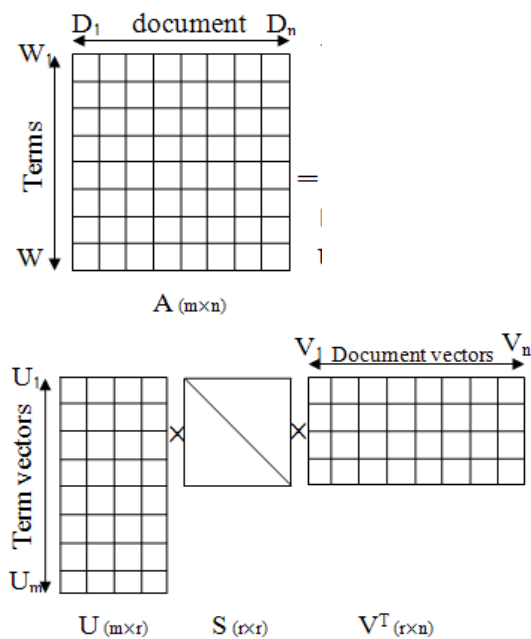 D₁ document Dₙ
W₁
Terms
=
W
A (m×n)
V₁ Document vectors Vₙ
U₁
Term vectors
× ×
Uₘ
U (m×r) S (r×r) Vᵀ (r×n)